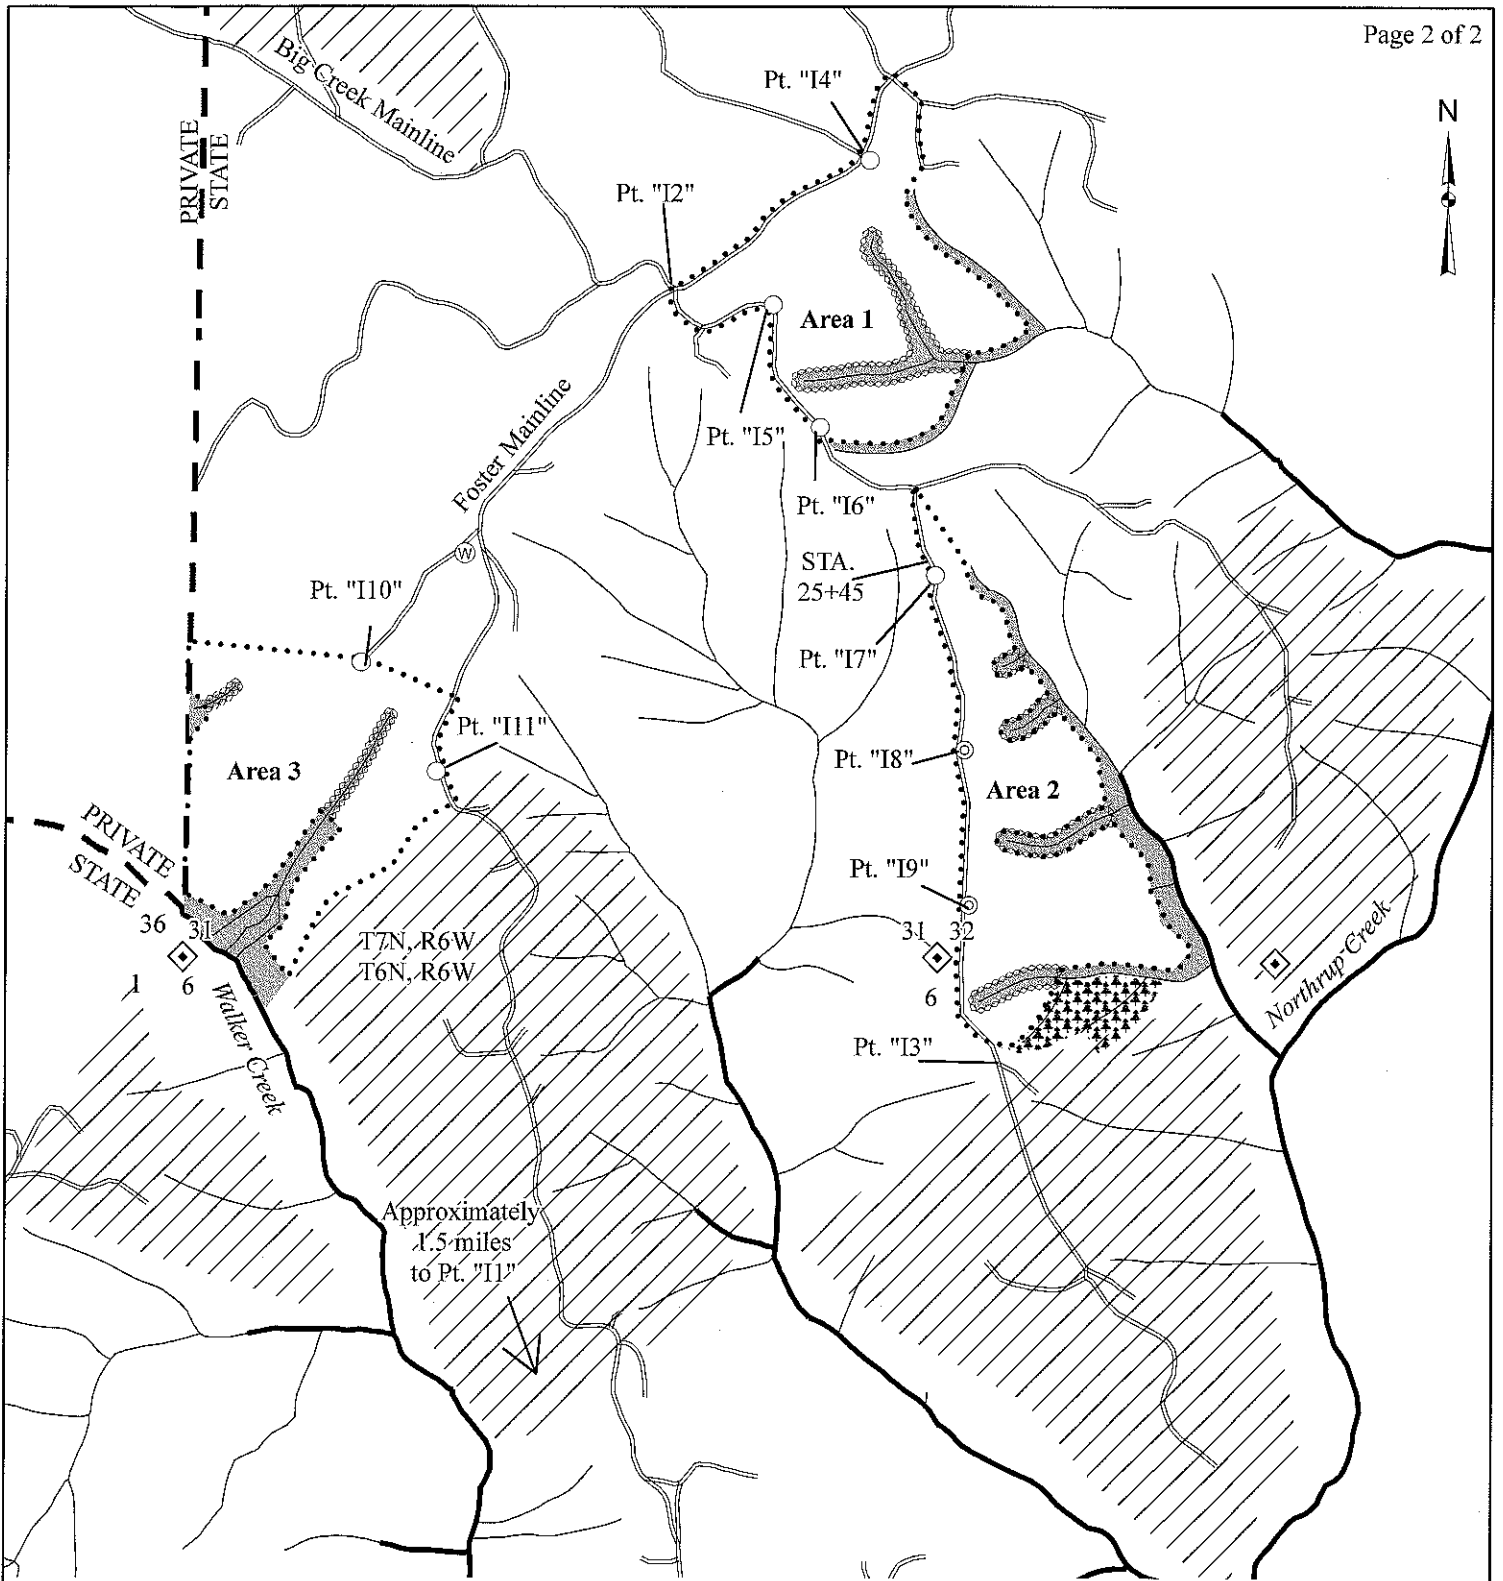 Page 2 of 2
Big Creek Mainline
Pt. "I4"
N
PRIVATE
STATE
Pt. "I2"
Area 1
Foster Mainline
Pt. "I5"
Pt. "I6"
W
STA.
25+45
Pt. "I10"
Pt. "I7"
Pt. "I11"
Pt. "I8"
Area 3
Area 2
PRIVATE
STATE
Pt. "I9"
36 31
31 32
T7N, R6W
T6N, R6W
1 6
6
Walker Creek
Northrup Creek
Pt. "I3"
Approximately
1.5 miles
to Pt. "I1"